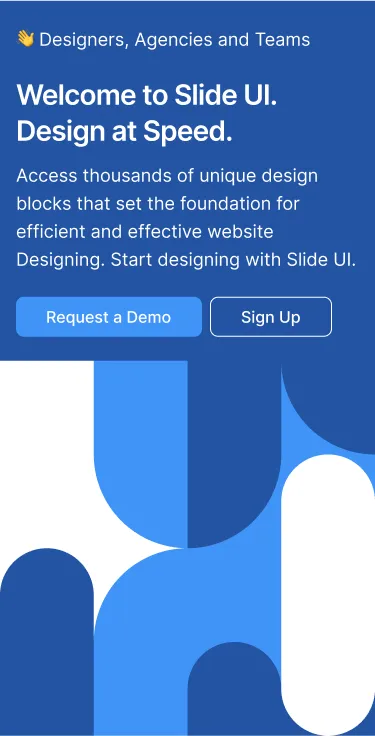 👋 Designers, Agencies and Teams
Welcome to Slide UI.
Design at Speed.
Access thousands of unique design
blocks that set the foundation for
efficient and effective website
Designing. Start designing with Slide UI.
Request a Demo
Sign Up